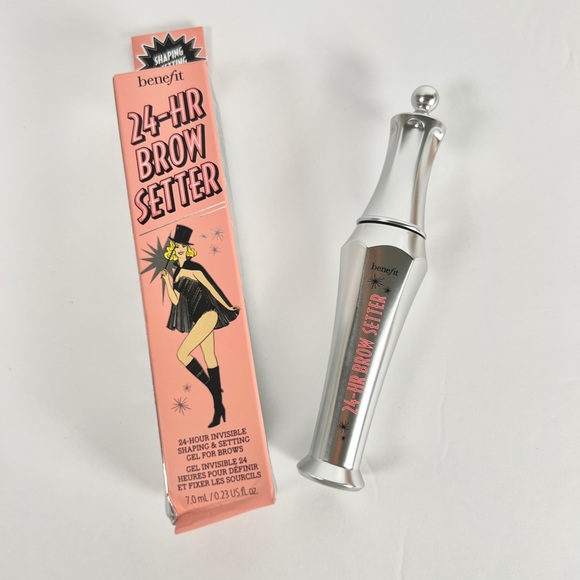 SHAPING
SETTING
benefit
24-HR
BROW
SETTER
24-HOUR INVISIBLE
SHAPING & SETTING
GEL FOR BROWS
GEL INVISIBLE 24
HEURES POUR DÉFINIR
ET FIXER LES SOURCILS
7.0 mL / 0.23 US fl. oz.
benefit
24-HR BROW SETTER